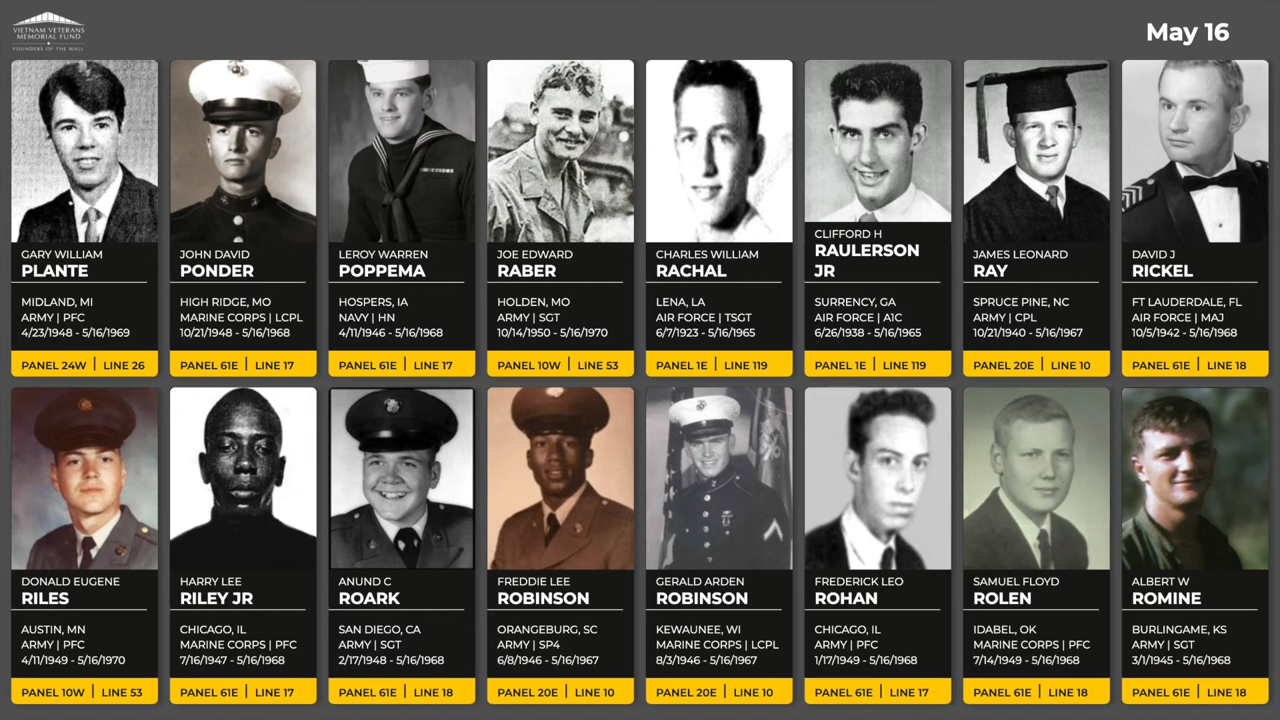 VIETNAM VETERANS
MEMORIAL FUND
FOUNDERS OF THE WALL
May 16
GARY WILLIAM
PLANTE
MIDLAND, MI
ARMY | PFC
4/23/1948 - 5/16/1969
PANEL 24W | LINE 26
JOHN DAVID
PONDER
HIGH RIDGE, MO
MARINE CORPS | LCPL
10/21/1948 - 5/16/1968
PANEL 61E | LINE 17
LEROY WARREN
POPPEMA
HOSPERS, IA
NAVY | HN
4/11/1946 - 5/16/1968
PANEL 61E | LINE 17
JOE EDWARD
RABER
HOLDEN, MO
ARMY | SGT
10/14/1950 - 5/16/1970
PANEL 10W | LINE 53
CHARLES WILLIAM
RACHAL
LENA, LA
AIR FORCE | TSGT
6/7/1923 - 5/16/1965
PANEL 1E | LINE 119
CLIFFORD H
RAULERSON
JR
SURRENCY, GA
AIR FORCE | A1C
6/26/1938 - 5/16/1965
PANEL 1E | LINE 119
JAMES LEONARD
RAY
SPRUCE PINE, NC
ARMY | CPL
10/21/1940 - 5/16/1967
PANEL 20E | LINE 10
DAVID J
RICKEL
FT LAUDERDALE, FL
AIR FORCE | MAJ
10/5/1942 - 5/16/1968
PANEL 61E | LINE 18
DONALD EUGENE
RILES
AUSTIN, MN
ARMY | PFC
4/11/1949 - 5/16/1970
PANEL 10W | LINE 53
HARRY LEE
RILEY JR
CHICAGO, IL
MARINE CORPS | PFC
7/16/1947 - 5/16/1968
PANEL 61E | LINE 17
ANUND C
ROARK
SAN DIEGO, CA
ARMY | SGT
2/17/1948 - 5/16/1968
PANEL 61E | LINE 18
FREDDIE LEE
ROBINSON
ORANGEBURG, SC
ARMY | SP4
6/8/1946 - 5/16/1967
PANEL 20E | LINE 10
GERALD ARDEN
ROBINSON
KEWAUNEE, WI
MARINE CORPS | LCPL
8/3/1946 - 5/16/1967
PANEL 20E | LINE 10
FREDERICK LEO
ROHAN
CHICAGO, IL
ARMY | PFC
1/17/1949 - 5/16/1968
PANEL 61E | LINE 17
SAMUEL FLOYD
ROLEN
IDABEL, OK
MARINE CORPS | PFC
7/14/1949 - 5/16/1968
PANEL 61E | LINE 18
ALBERT W
ROMINE
BURLINGAME, KS
ARMY | SGT
3/1/1945 - 5/16/1968
PANEL 61E | LINE 18